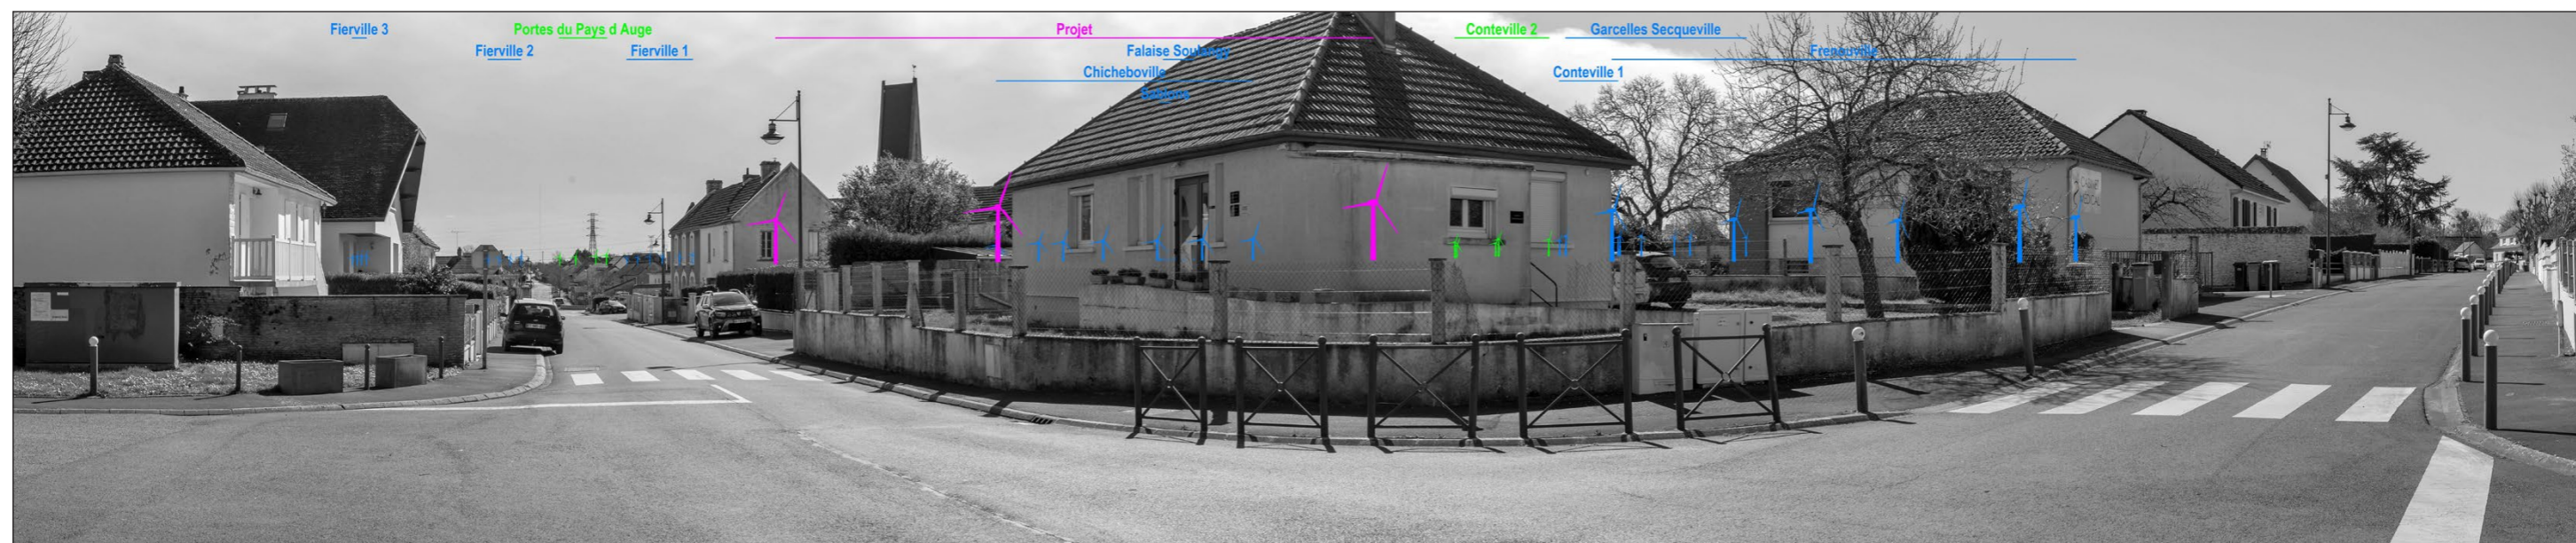 Fierville 3
Portes du Pays d Auge
Projet
Conteville 2
Garcelles Secqueville
Fierville 2
Fierville 1
Falaise Soulangy
Frenouville
Chicheboville
Conteville 1